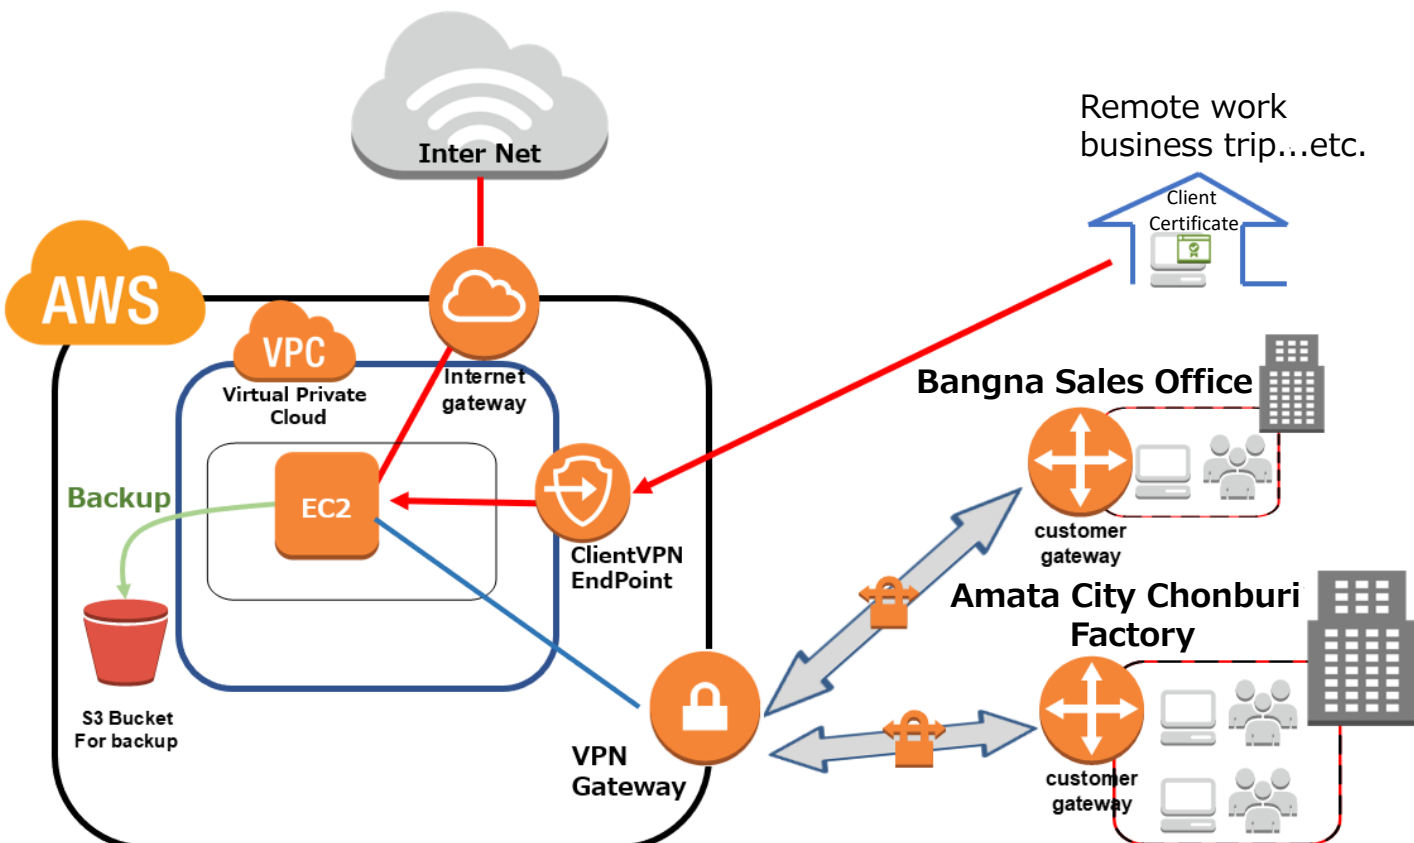 Inter Net
Remote work
business trip...etc.
Client
Certificate
AWS
VPC
Virtual Private
Cloud
Internet
gateway
Bangna Sales Office
Backup
EC2
customer
gateway
ClientVPN
EndPoint
Amata City Chonburi
Factory
S3 Bucket
For backup
VPN
Gateway
customer
gateway